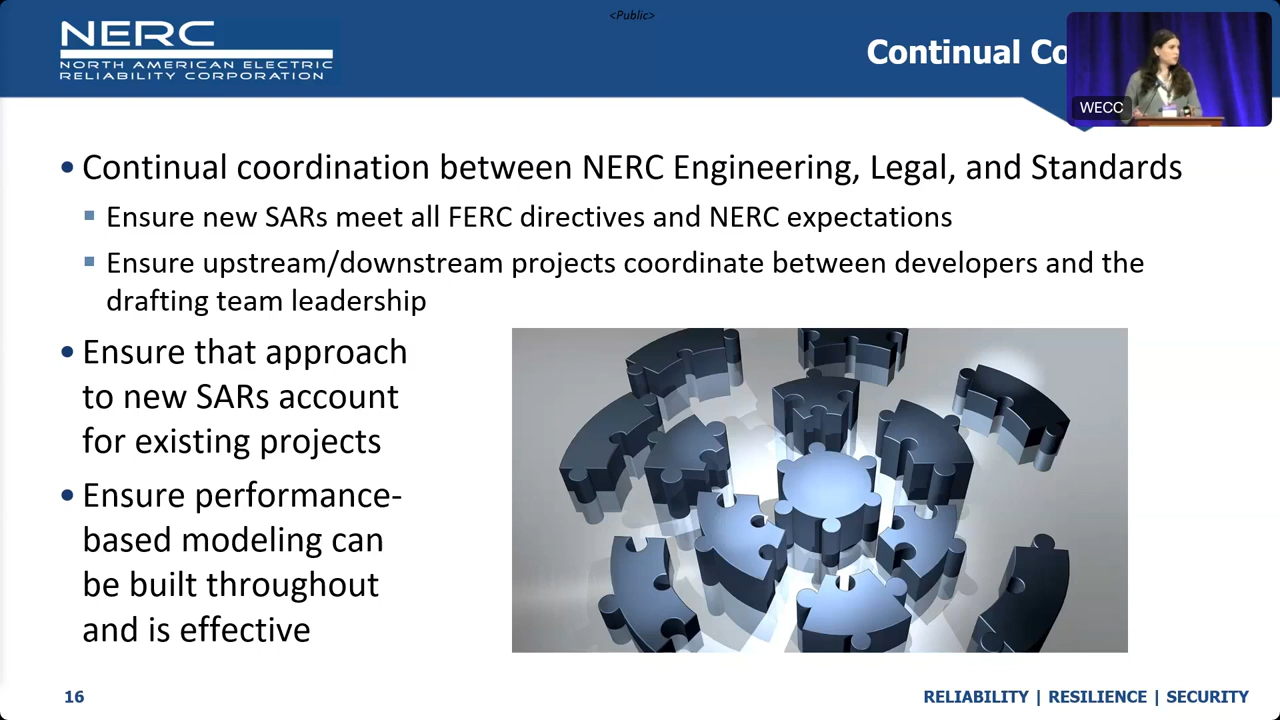 <Public>
NERC
NORTH AMERICAN ELECTRIC
RELIABILITY CORPORATION
Continual Co
WECC
• Continual coordination between NERC Engineering, Legal, and Standards
▪ Ensure new SARs meet all FERC directives and NERC expectations
▪ Ensure upstream/downstream projects coordinate between developers and the
drafting team leadership
• Ensure that approach
to new SARs account
for existing projects
• Ensure performance-
based modeling can
be built throughout
and is effective
16
RELIABILITY | RESILIENCE | SECURITY